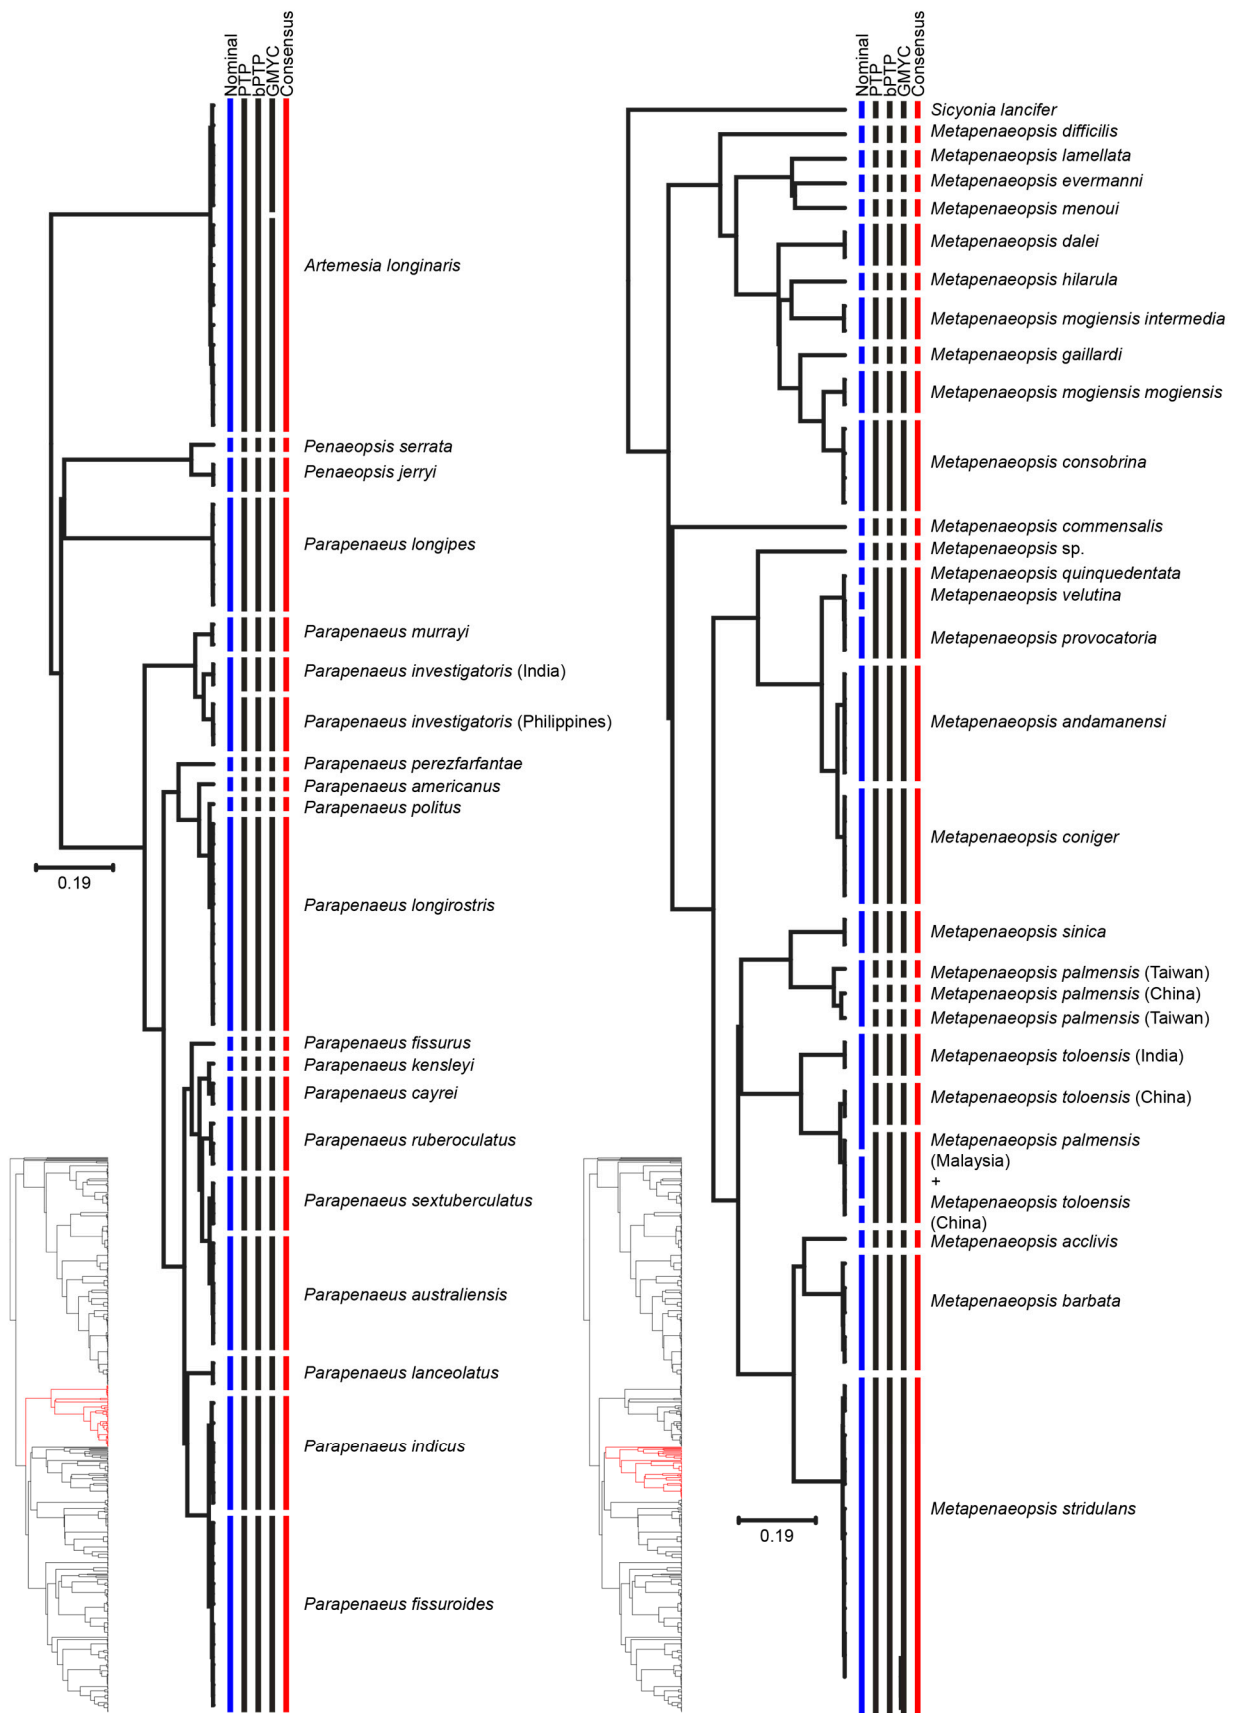 Nominal
PTP
bPTP
GMYC
Consensus
Artemesia longinaris
Penaeopsis serrata
Penaeopsis jerryi
Parapenaeus longipes
Parapenaeus murrayi
Parapenaeus investigatoris (India)
Parapenaeus investigatoris (Philippines)
Parapenaeus perezfarfantae
Parapenaeus americanus
Parapenaeus politus
0.19
Parapenaeus longirostris
Parapenaeus fissurus
Parapenaeus kensleyi
Parapenaeus cayrei
Parapenaeus ruberoculatus
Parapenaeus sextuberculatus
Parapenaeus australiensis
Parapenaeus lanceolatus
Parapenaeus indicus
Parapenaeus fissuroides
Nominal
PTP
bPTP
GMYC
Consensus
Sicyonia lancifer
Metapenaeopsis difficilis
Metapenaeopsis lamellata
Metapenaeopsis evermanni
Metapenaeopsis menoui
Metapenaeopsis dalei
Metapenaeopsis hilarula
Metapenaeopsis mogiensis intermedia
Metapenaeopsis gaillardi
Metapenaeopsis mogiensis mogiensis
Metapenaeopsis consobrina
Metapenaeopsis commensalis
Metapenaeopsis sp.
Metapenaeopsis quinquedentata
Metapenaeopsis velutina
Metapenaeopsis provocatoria
Metapenaeopsis andamanensi
Metapenaeopsis coniger
Metapenaeopsis sinica
Metapenaeopsis palmensis (Taiwan)
Metapenaeopsis palmensis (China)
Metapenaeopsis palmensis (Taiwan)
Metapenaeopsis toloensis (India)
Metapenaeopsis toloensis (China)
Metapenaeopsis palmensis
(Malaysia)
+
Metapenaeopsis toloensis
(China)
Metapenaeopsis acclivis
Metapenaeopsis barbata
Metapenaeopsis stridulans
0.19